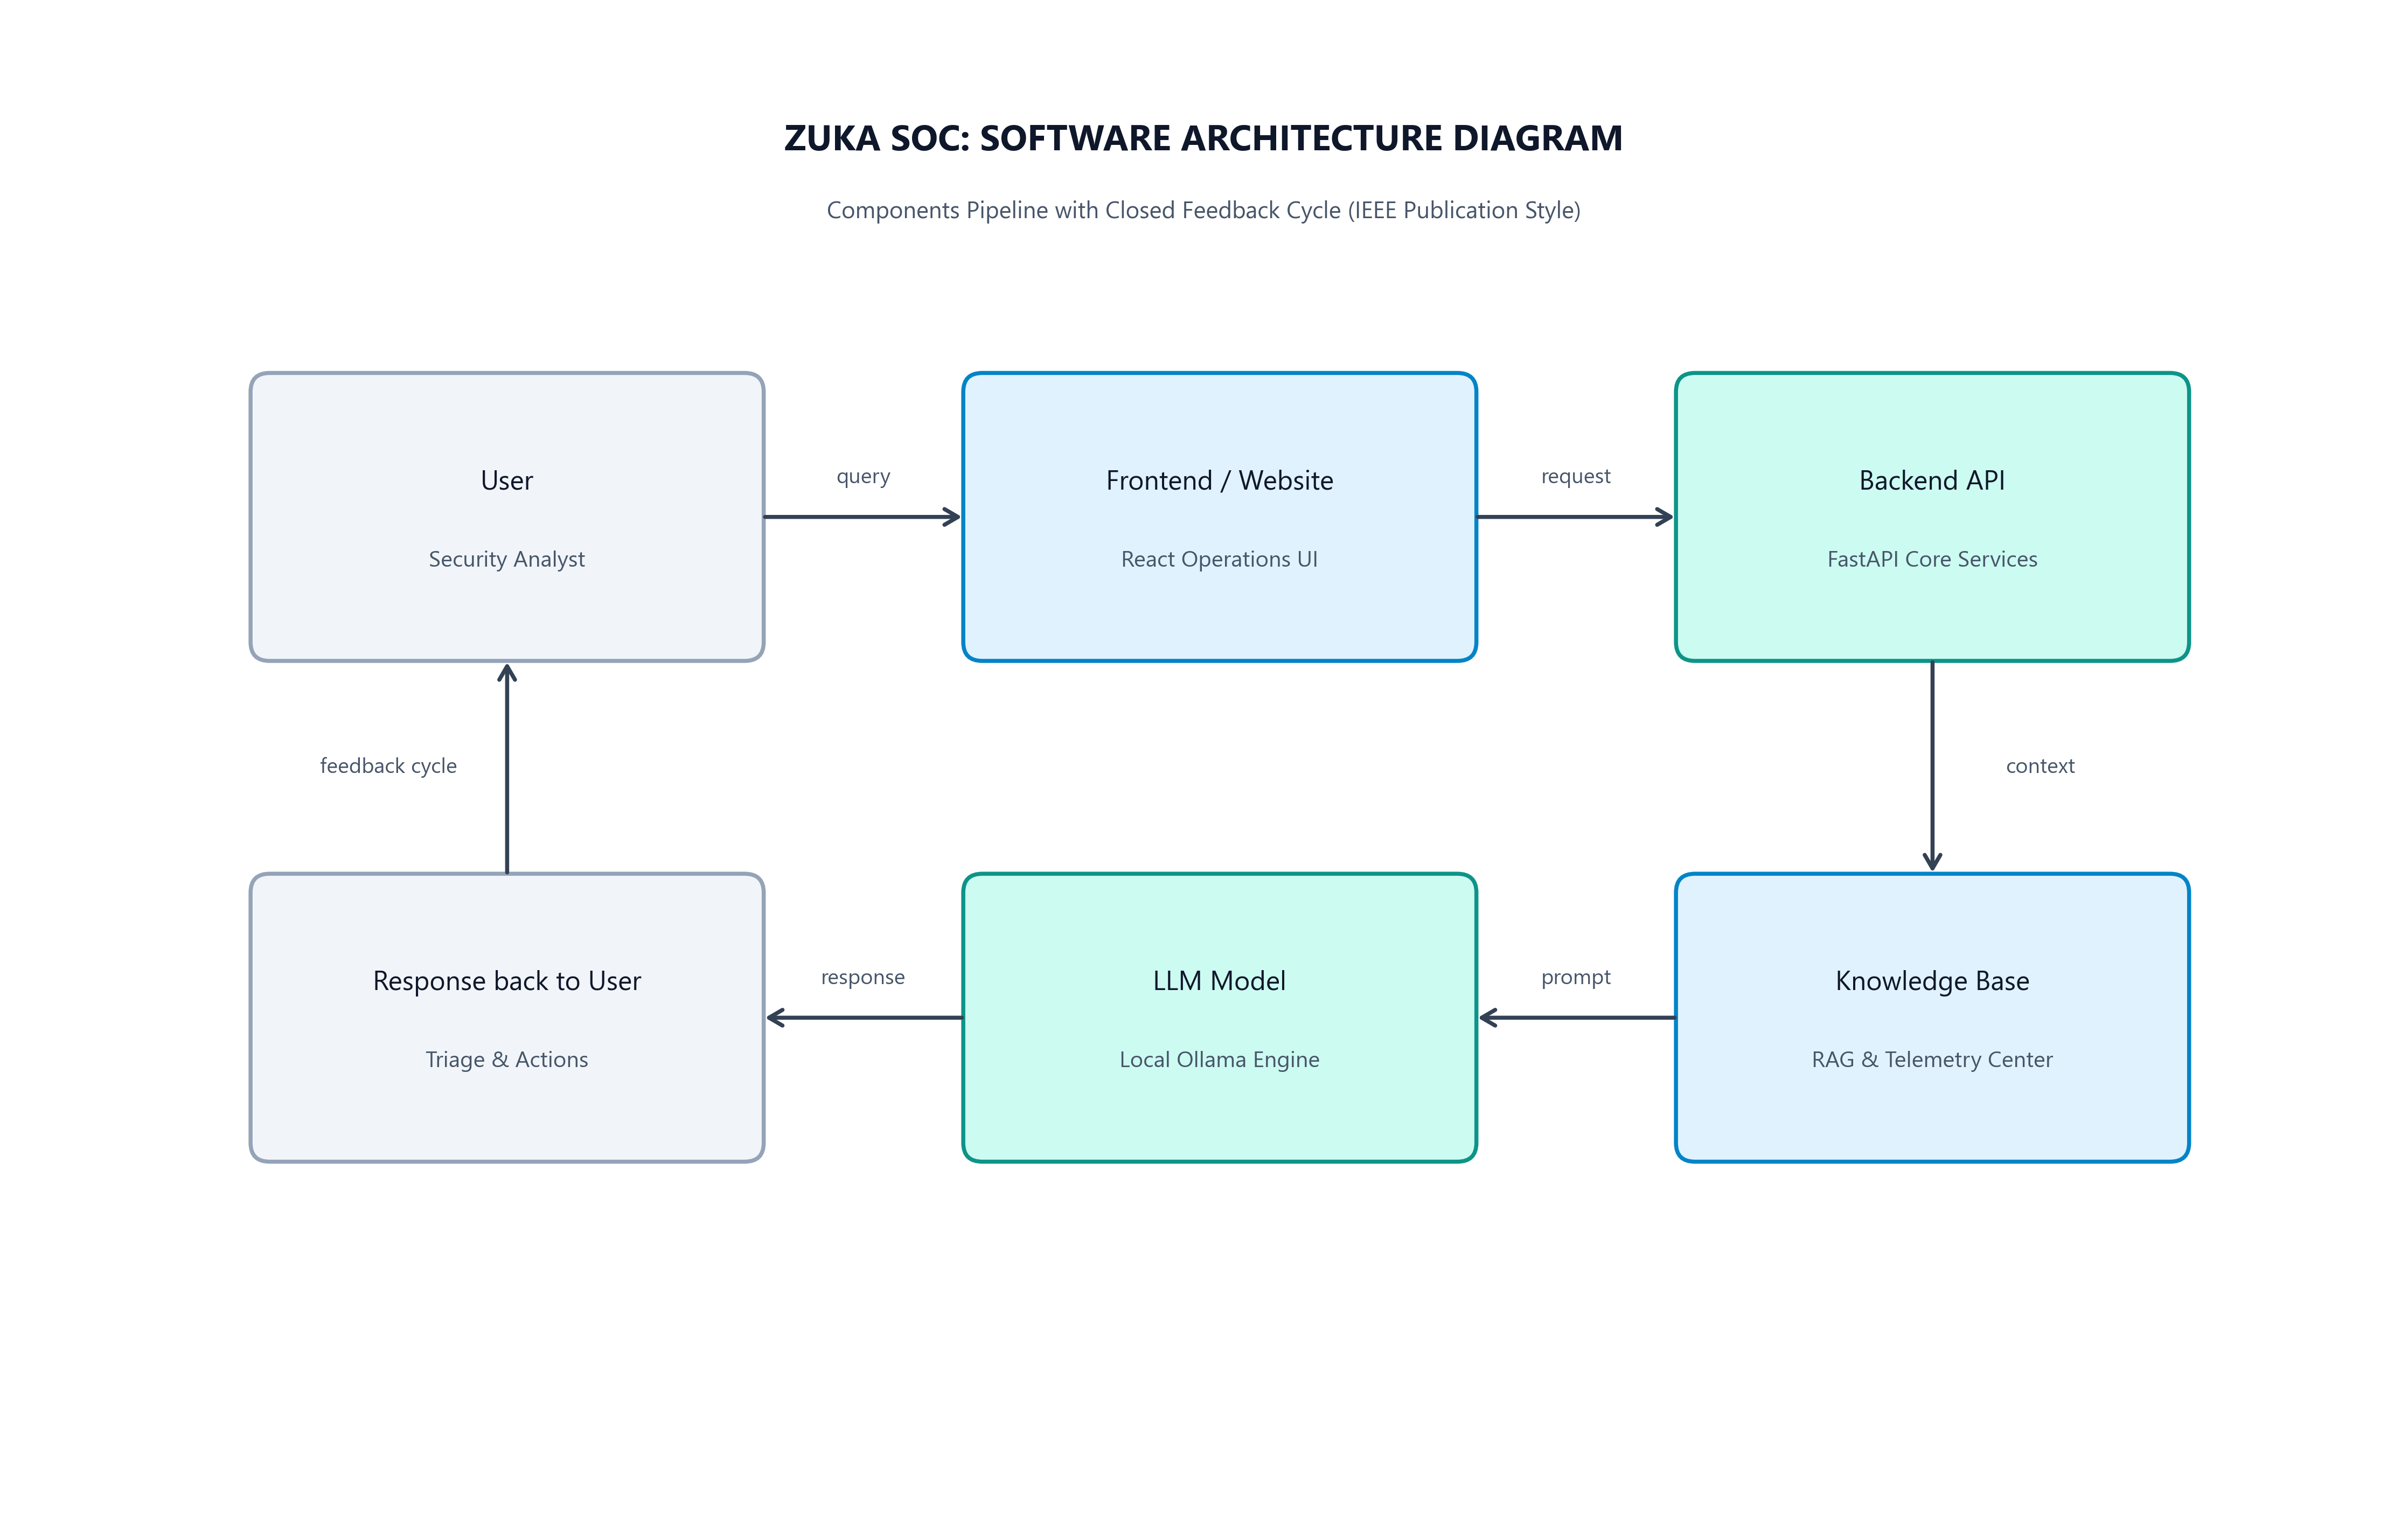 ZUKA SOC: SOFTWARE ARCHITECTURE DIAGRAM
Components Pipeline with Closed Feedback Cycle (IEEE Publication Style)
User
Security Analyst
query
Frontend / Website
React Operations UI
request
Backend API
FastAPI Core Services
feedback cycle
context
Response back to User
Triage & Actions
response
LLM Model
Local Ollama Engine
prompt
Knowledge Base
RAG & Telemetry Center